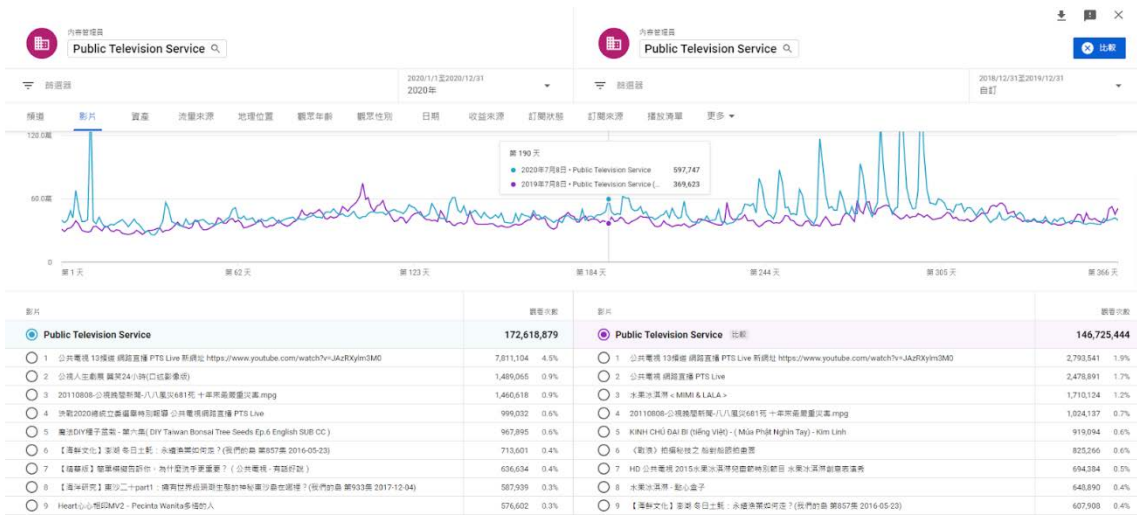 內容管理員
Public Television Service
內容管理員
Public Television Service
比較
篩選器
2020/1/1至2020/12/31
2020年
篩選器
2018/12/31至2019/12/31
自訂
頻道 影片 資產 流量來源 地理位置 觀眾年齡 觀眾性別 日期 收益來源 訂閱狀態 訂閱來源 播放清單 更多
120.0萬
60.0萬
0
第 190 天
2020年7月8日 • Public Television Service 597,747
2019年7月8日 • Public Television Service (... 369,623
第 1 天 第 62 天 第 123 天 第 184 天 第 244 天 第 305 天 第 366 天
影片 觀看次數
Public Television Service 172,618,879
1 公共電視 13頻道 網路直播 PTS Live 新網址 https://www.youtube.com/watch?v=JAzRXylm3M0 7,811,104 4.5%
2 公視人生劇展 異常24小時(口述影像版) 1,489,065 0.9%
3 20110808-公視晚間新聞-八八風災681死 十年來最嚴重災害.mpg 1,460,618 0.9%
4 決戰2020總統立委選舉特別報導 公共電視網路直播 PTS Live 999,032 0.6%
5 魔法DIY種子盆栽 - 第六集( DIY Taiwan Bonsai Tree Seeds Ep.6 English SUB CC ) 967,895 0.6%
6 【海鮮文化】澎湖 冬日土魠：永續漁業如何走？(我們的島 第857集 2016-05-23) 713,601 0.4%
7 簡單模擬告訴你，為什麼洗手更重要？ ( 公共電視 - 有話好說 ) 636,634 0.4%
8 【海洋研究】東沙二十part1：擁有世界級珊瑚生態的神秘東沙島在哪裡？(我們的島 第933集 2017-12-04) 587,939 0.3%
9 Heart心心相印MV2 - Pecinta Wanita多情的人 576,602 0.3%
影片 觀看次數
Public Television Service 比較 146,725,444
1 公共電視 13頻道 網路直播 PTS Live 新網址 https://www.youtube.com/watch?v=JAzRXylm3M0 2,793,541 1.9%
2 公共電視 網路直播 PTS Live 2,478,891 1.7%
3 水果冰淇淋 < MIMI & LALA > 1,710,124 1.2%
4 20110808-公視晚間新聞-八八風災681死 十年來最嚴重災害.mpg 1,024,137 0.7%
5 KINH CHÚ ĐẠI BI (tiếng Việt) - ( Múa Phật Nghìn Tay) - Kim Linh 919,094 0.6%
6 拍攝秘技之 船對船跟拍畫面 825,266 0.6%
7 HD 公共電視 2015水果冰淇淋兒童節特別節目 水果冰淇淋創意 694,384 0.5%
8 水果冰淇淋 - 點心盒子 648,890 0.4%
9 【海鮮文化】澎湖 冬日土魠：永續漁業如何走？(我們的島 第857集 2016-05-23) 607,908 0.4%